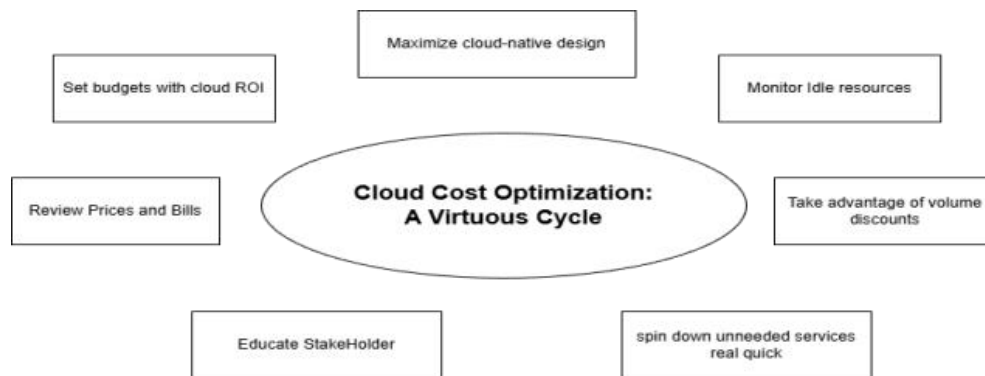 Maximize cloud-native design
Set budgets with cloud ROI
Monitor Idle resources
Cloud Cost Optimization:
A Virtuous Cycle
Review Prices and Bills
Take advantage of volume
discounts
Educate StakeHolder
spin down unneeded services
real quick